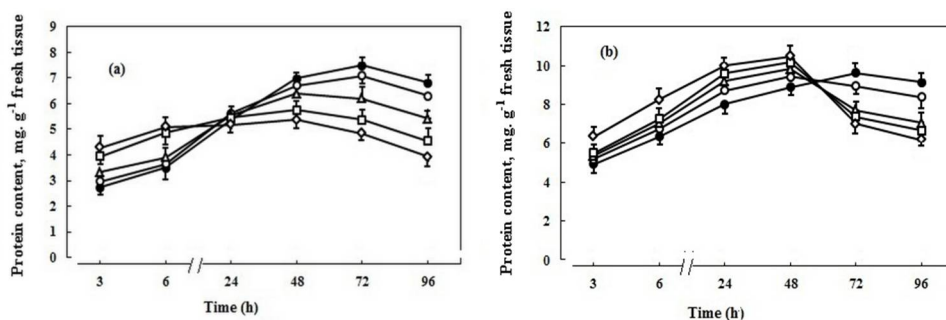 Protein content, mg. g-1 fresh tissue
9
8
7
6
5
4
3
2
1
0
(a)
3 6 // 24 48 72 96
Time (h)
Protein content, mg. g-1 fresh tissue
12
10
8
6
4
2
0
(b)
3 6 // 24 48 72 96
Time (h)